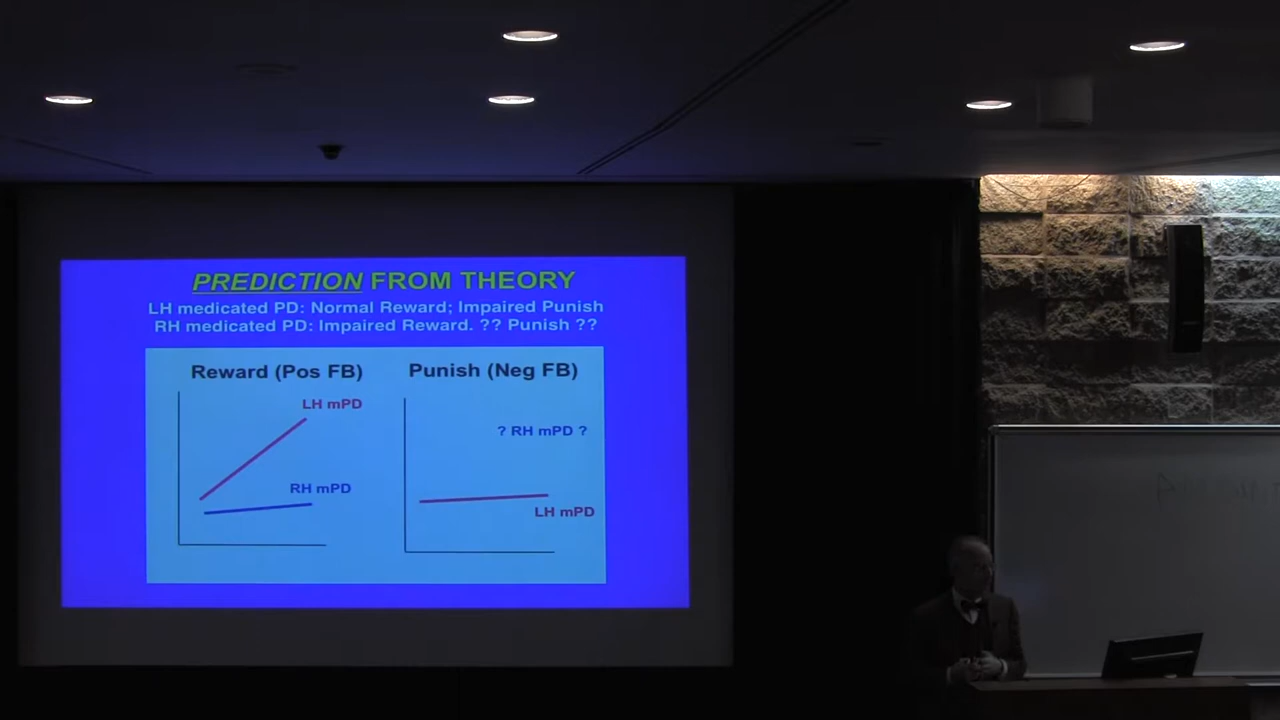 PREDICTION FROM THEORY
LH medicated PD: Normal Reward; Impaired Punish
RH medicated PD: Impaired Reward. ?? Punish ??
Reward (Pos FB)
LH mPD
RH mPD
Punish (Neg FB)
? RH mPD ?
LH mPD